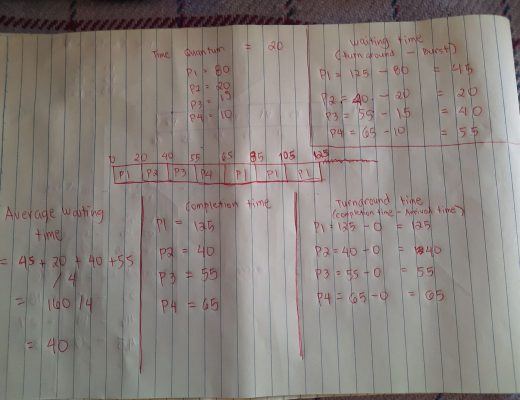 Time Quantum = 20
P1 = 80
P2 = 20
P3 = 15
P4 = 10
Waiting time
(turn around - Burst)
P1 = 125 - 80 = 45
P2 = 40 - 20 = 20
P3 = 55 - 15 = 40
P4 = 65 - 10 = 55
0 20 40 55 65 85 105 125
P1 P2 P3 P4 P1 P1 P1
Average waiting
time
= 45 + 20 + 40 + 55
/4
= 160 /4
= 40
Completion time
P1 = 125
P2 = 40
P3 = 55
P4 = 65
Turnaround time
(completion time - Arrival time)
P1 = 125 - 0 = 125
P2 = 40 - 0 = 40
P3 = 55 - 0 = 55
P4 = 65 - 0 = 65